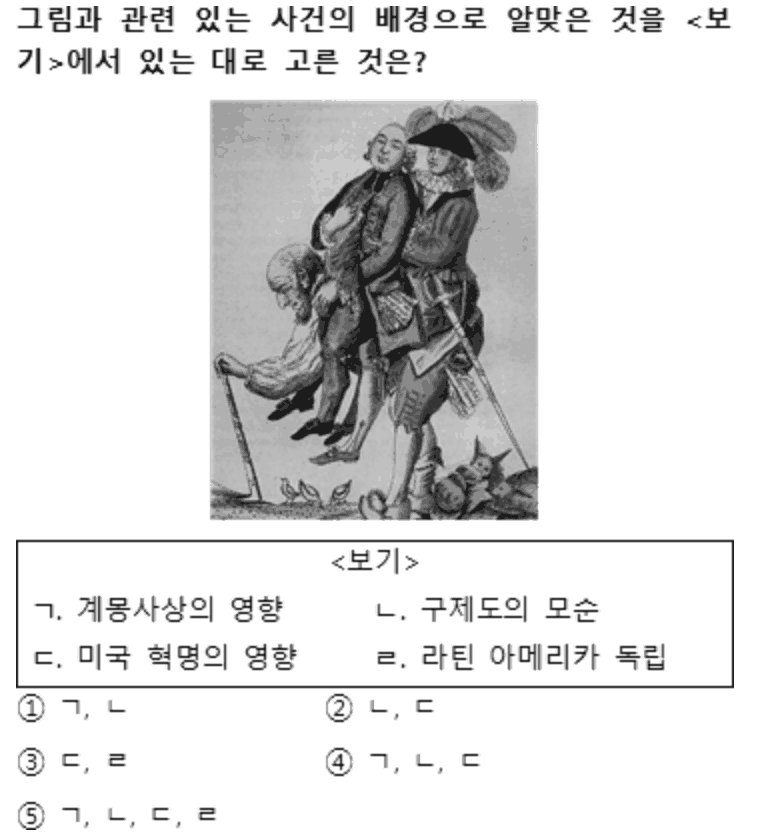 그림과 관련 있는 사건의 배경으로 알맞은 것을 <보
기>에서 있는 대로 고른 것은?
<보기>
ㄱ. 계몽사상의 영향 ㄴ. 구제도의 모순
ㄷ. 미국 혁명의 영향 ㄹ. 라틴 아메리카 독립
① ㄱ, ㄴ ② ㄴ, ㄷ
③ ㄷ, ㄹ ④ ㄱ, ㄴ, ㄷ
⑤ ㄱ, ㄴ, ㄷ, ㄹ